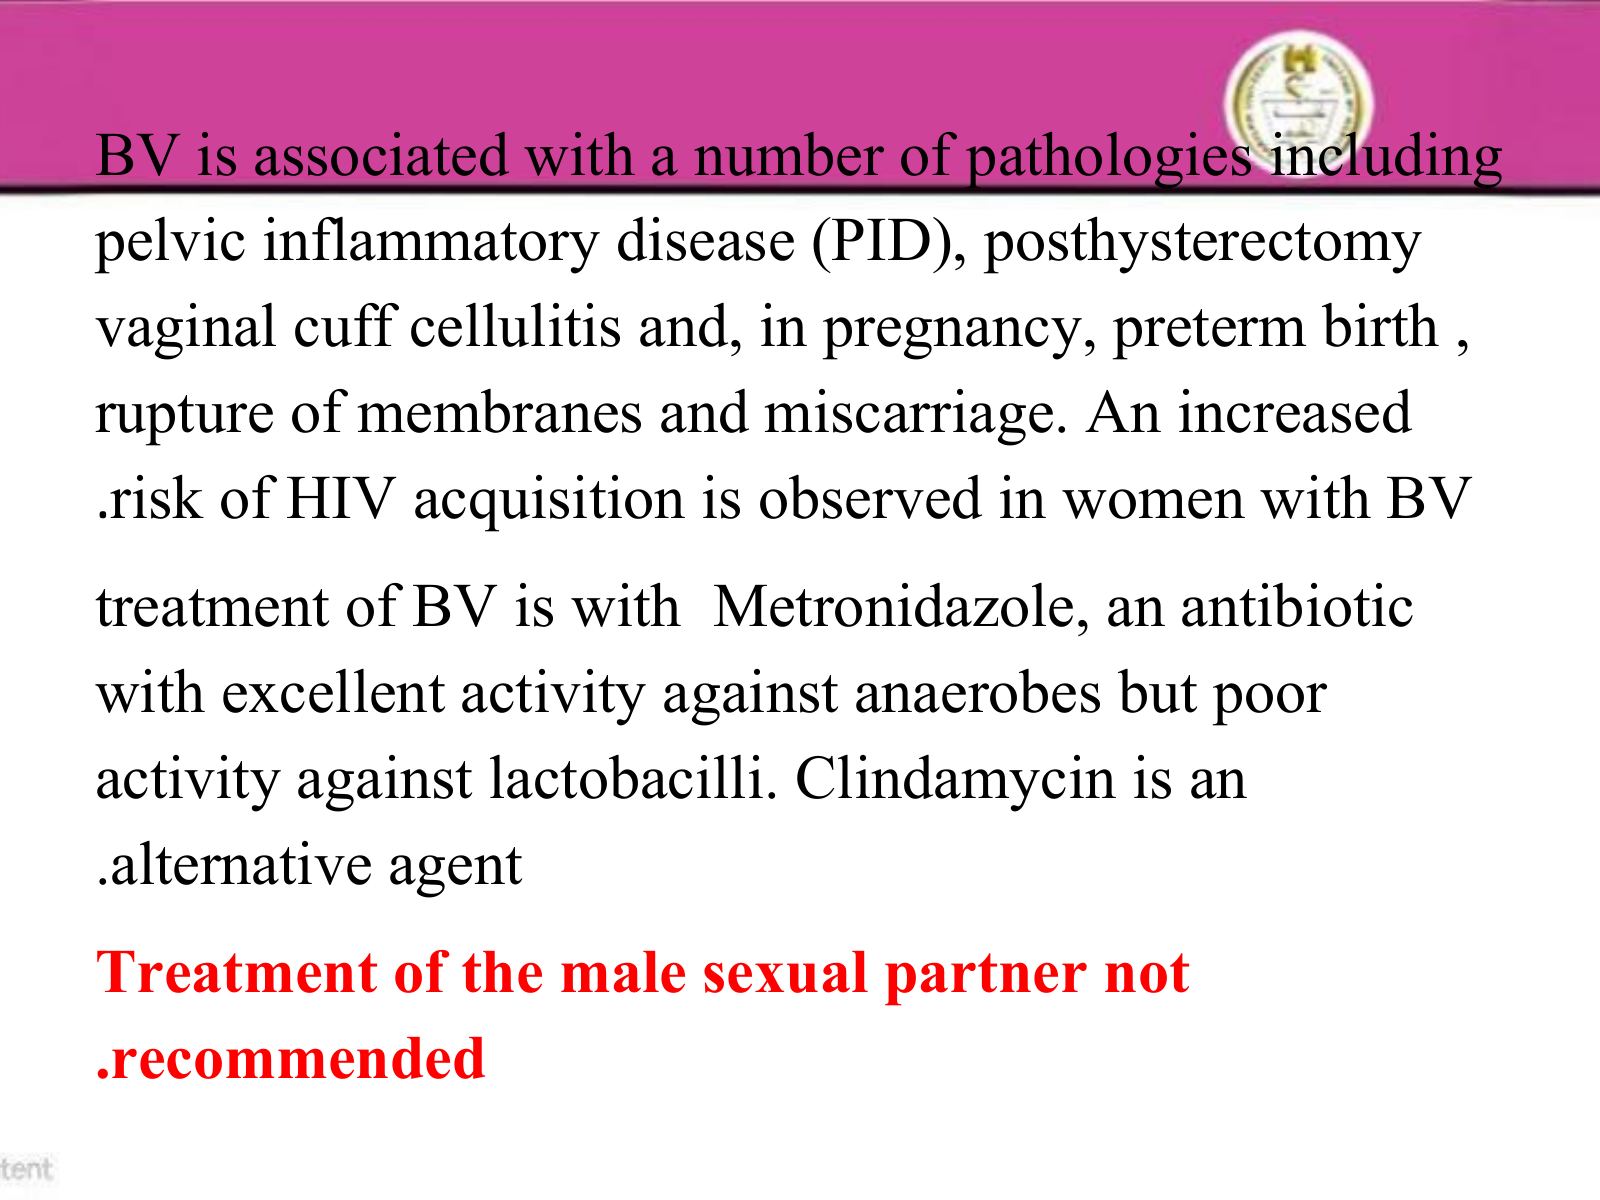 BV is associated with a number of pathologies including
pelvic inflammatory disease (PID), posthysterectomy
vaginal cuff cellulitis and, in pregnancy, preterm birth ,
rupture of membranes and miscarriage. An increased
.risk of HIV acquisition is observed in women with BV
treatment of BV is with  Metronidazole, an antibiotic
with excellent activity against anaerobes but poor
activity against lactobacilli. Clindamycin is an
.alternative agent
Treatment of the male sexual partner not
.recommended
tent